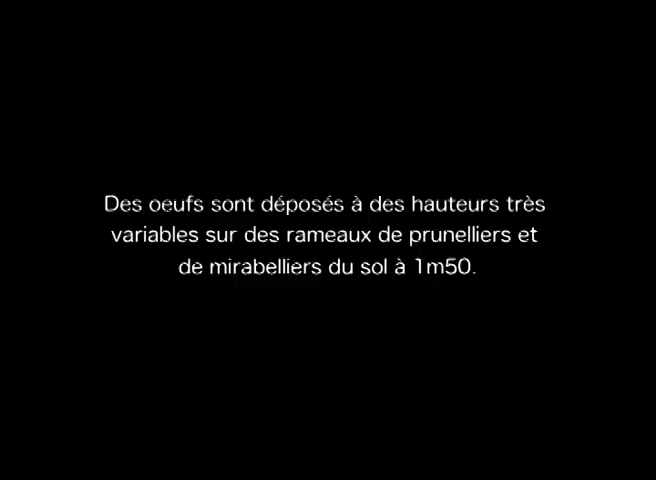 Des oeufs sont déposés à des hauteurs très
variables sur des rameaux de prunelliers et
de mirabelliers du sol à 1m50.